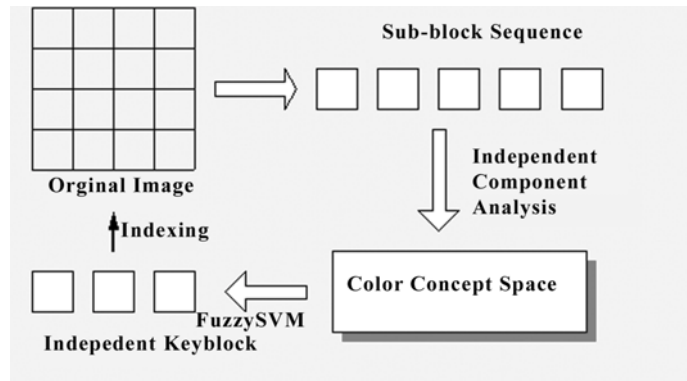 Sub-block Sequence
Orginal Image
Independent
Component
Analysis
Indexing
Color Concept Space
FuzzySVM
Indepedent Keyblock